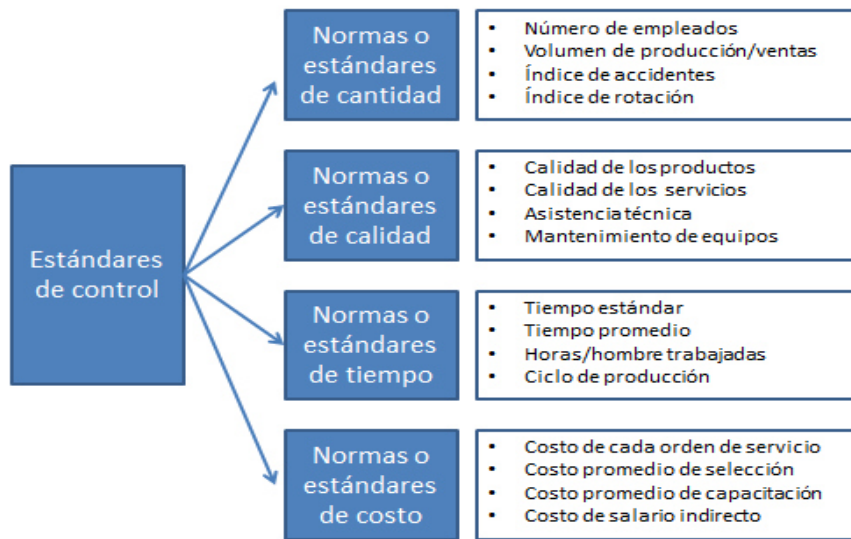 Estándares
de control
Normas o
estándares
de cantidad
• Número de empleados
• Volumen de producción/ventas
• Índice de accidentes
• Índice de rotación
Normas o
estándares
de calidad
• Calidad de los productos
• Calidad de los servicios
• Asistencia técnica
• Mantenimiento de equipos
Normas o
estándares
de tiempo
• Tiempo estándar
• Tiempo promedio
• Horas/hombre trabajadas
• Ciclo de producción
Normas o
estándares
de costo
• Costo de cada orden de servicio
• Costo promedio de selección
• Costo promedio de capacitación
• Costo de salario indirecto